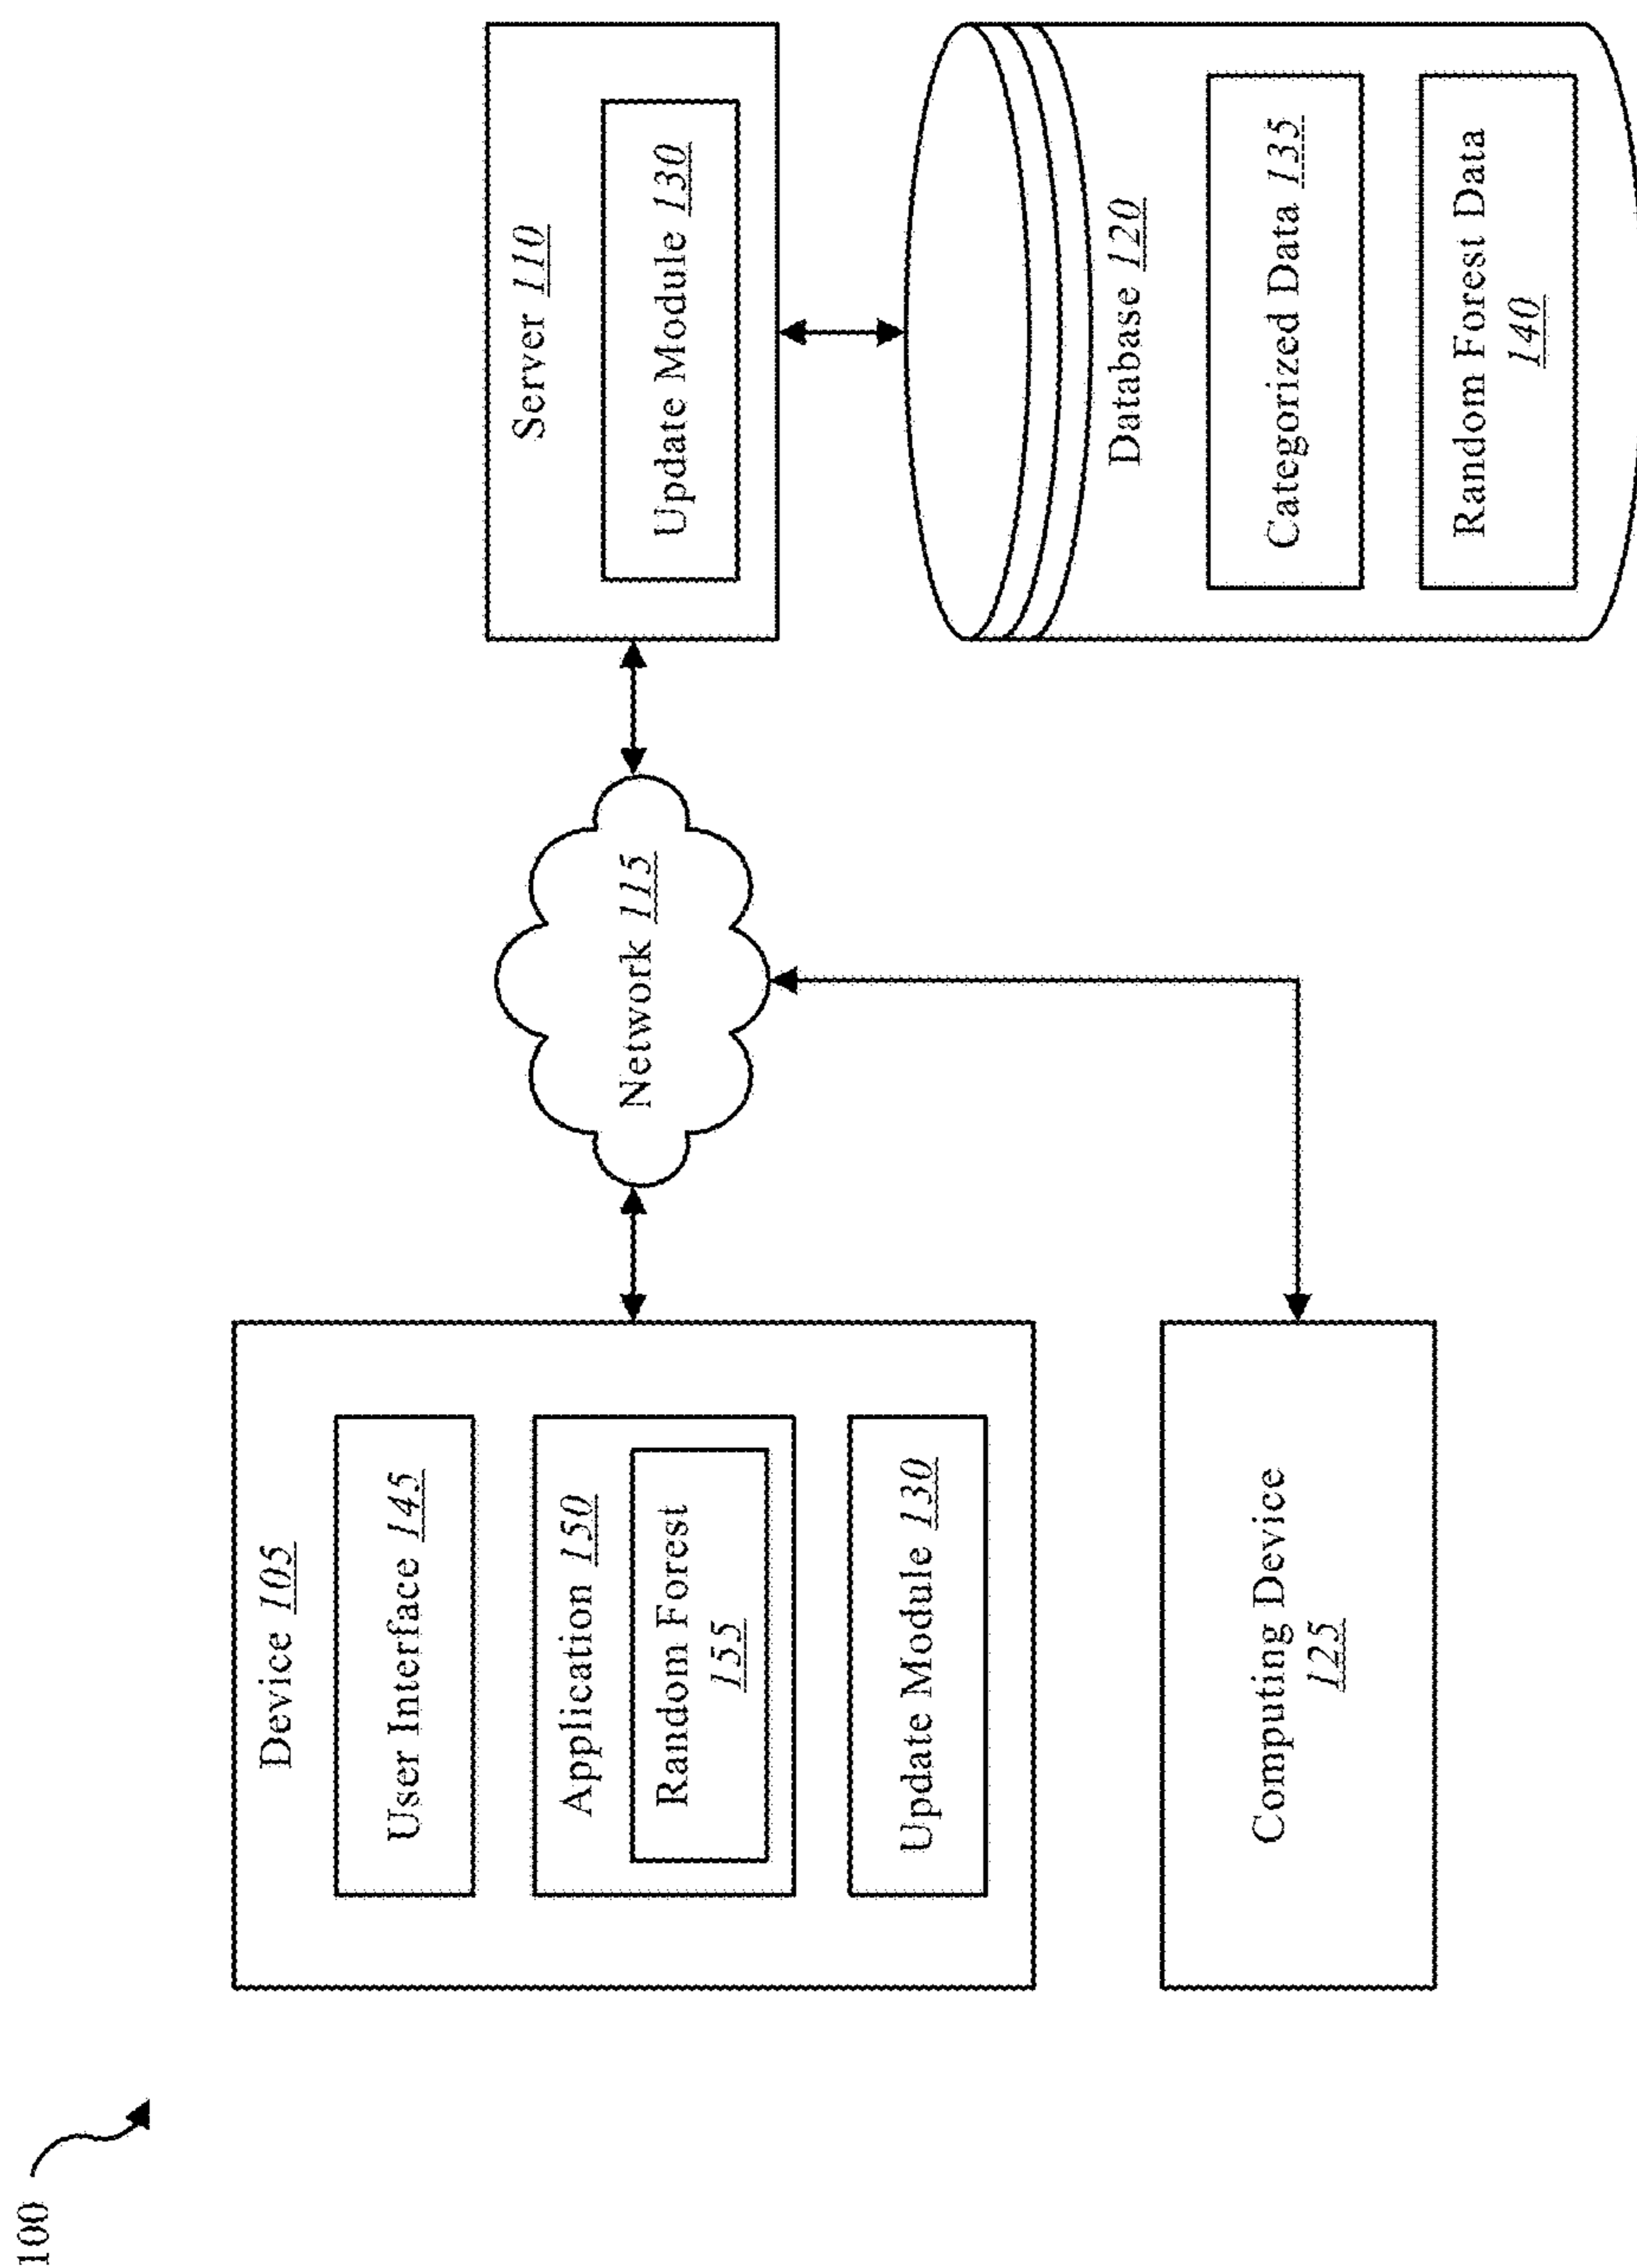 100
Device 105
User Interface 145
Application 150
Random Forest
155
Update Module 130
Computing Device
125
Network 115
Server 110
Update Module 130
Database 120
Categorized Data 135
Random Forest Data
140